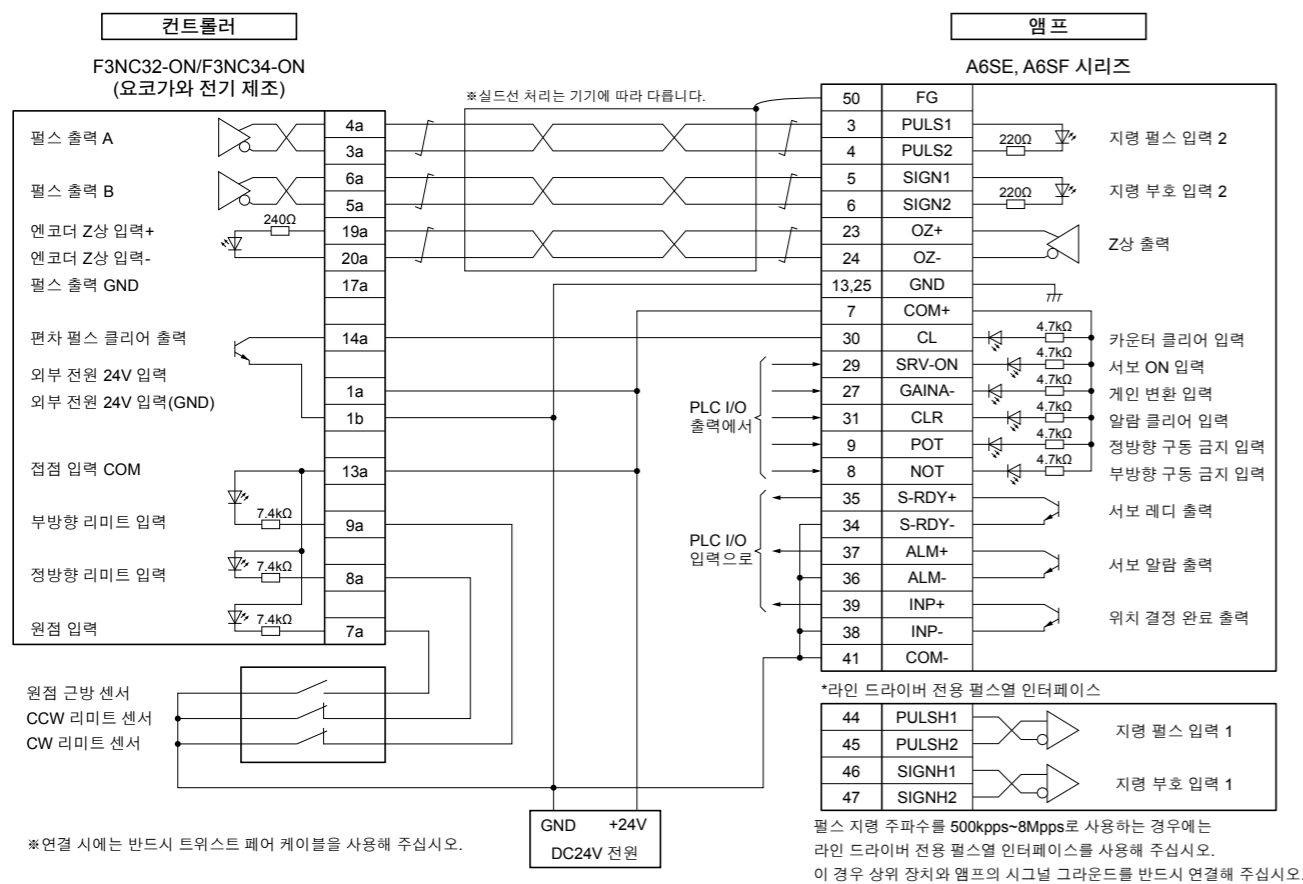 컨트롤러
앰프
F3NC32-ON/F3NC34-ON
(요코가와 전기 제조)
A6SE, A6SF 시리즈
※실드선 처리는 기기에 따라 다릅니다.
펄스 출력 A
4a
3a
펄스 출력 B
6a
5a
240Ω
엔코더 Z상 입력+
19a
엔코더 Z상 입력-
20a
펄스 출력 GND
17a
편차 펄스 클리어 출력
14a
외부 전원 24V 입력
1a
외부 전원 24V 입력(GND)
1b
접점 입력 COM
13a
부방향 리미트 입력
7.4kΩ
9a
정방향 리미트 입력
7.4kΩ
8a
원점 입력
7.4kΩ
7a
원점 근방 센서
CCW 리미트 센서
CW 리미트 센서
PLC I/O
출력에서
PLC I/O
입력으로
50 FG
3 PULS1
4 PULS2
220Ω
지령 펄스 입력 2
5 SIGN1
6 SIGN2
220Ω
지령 부호 입력 2
23 OZ+
24 OZ-
Z상 출력
13,25 GND
7 COM+
30 CL 4.7kΩ 카운터 클리어 입력
29 SRV-ON 4.7kΩ 서보 ON 입력
27 GAINA- 4.7kΩ 게인 변환 입력
31 CLR 4.7kΩ 알람 클리어 입력
9 POT 4.7kΩ 정방향 구동 금지 입력
8 NOT 4.7kΩ 부방향 구동 금지 입력
35 S-RDY+
34 S-RDY-
서보 레디 출력
37 ALM+
36 ALM-
서보 알람 출력
39 INP+
38 INP-
위치 결정 완료 출력
41 COM-
*라인 드라이버 전용 펄스열 인터페이스
44 PULSH1
45 PULSH2
지령 펄스 입력 1
46 SIGNH1
47 SIGNH2
지령 부호 입력 1
GND +24V
DC24V 전원
※연결 시에는 반드시 트위스트 페어 케이블을 사용해 주십시오.
펄스 지령 주파수를 500kpps~8Mpps로 사용하는 경우에는
라인 드라이버 전용 펄스열 인터페이스를 사용해 주십시오.
이 경우 상위 장치와 앰프의 시그널 그라운드를 반드시 연결해 주십시오.